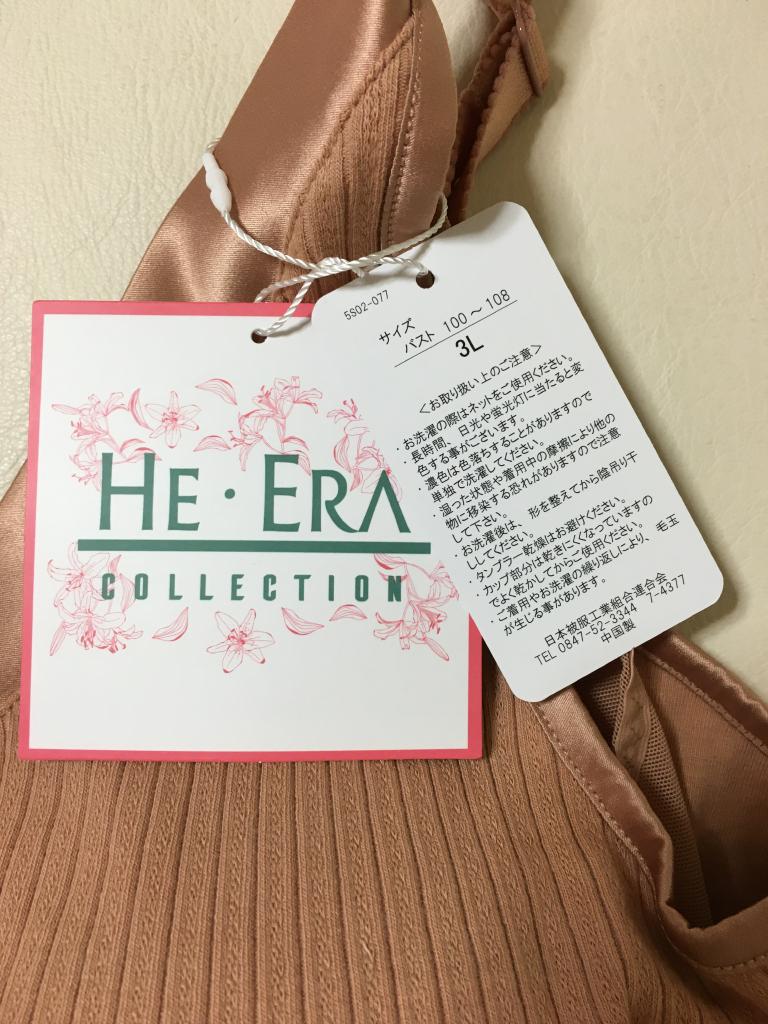 HE・ERA
COLLECTION
5S02-077
サイズ
バスト 100～108
3L
＜お取り扱い上のご注意＞
・お洗濯の際はネットをご使用ください。
・長時間、日光や蛍光灯に当たると変
色する事がございます。
・濃色は色落ちすることがありますので
単独で洗濯してください。
・湿った状態や着用中の摩擦により他の
物に移染する恐れがありますので注意
して下さい。
・お洗濯後は、形を整えてから陰吊り干
ししてください。
・タンブラー乾燥はお避けください。
・カップ部分は乾きにくくなっていますの
でよく乾かしてからご使用ください。
・ご着用やお洗濯の繰り返しにより、毛玉
が生じる事があります。
日本被服工業組合連合会
TEL 0847-52-3344 7-4377
中国製